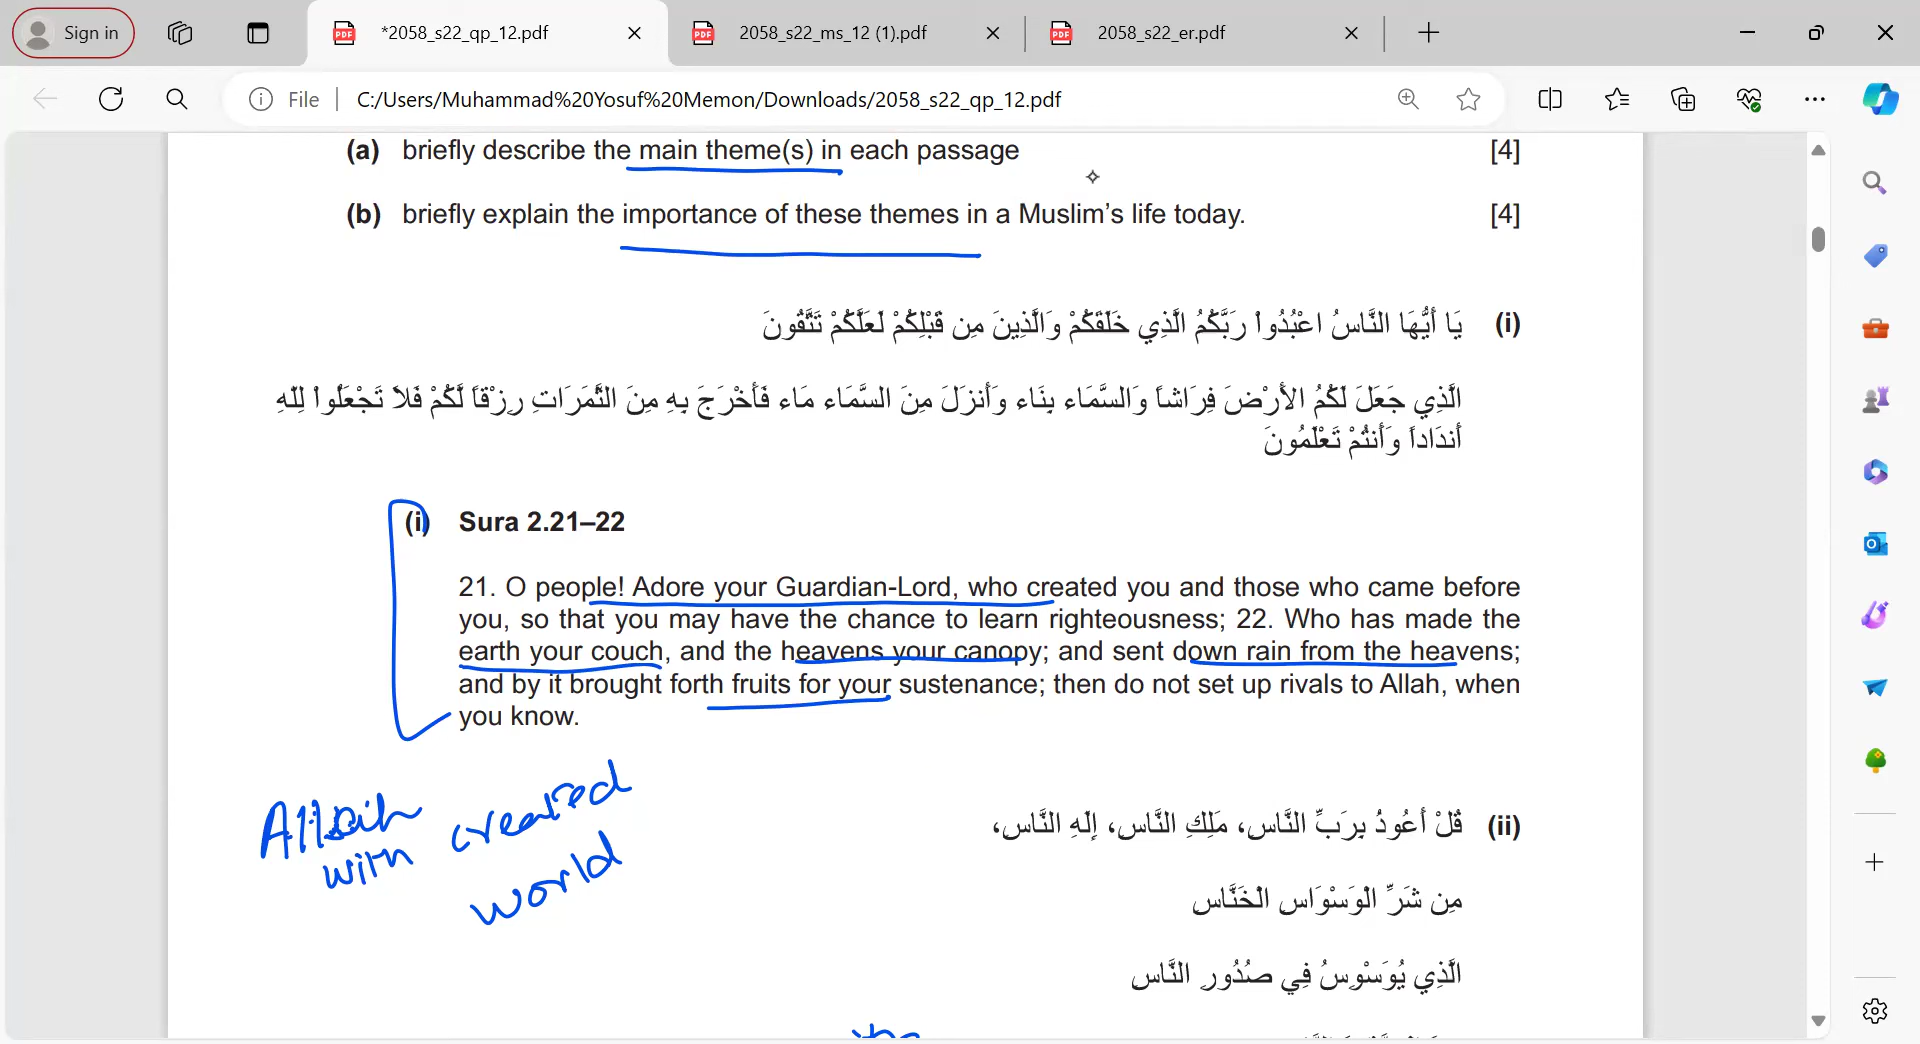 Sign in
*2058_s22_qp_12.pdf
2058_s22_ms_12 (1).pdf
2058_s22_er.pdf
File
C:/Users/Muhammad%20Yosuf%20Memon/Downloads/2058_s22_qp_12.pdf
(a) briefly describe the main theme(s) in each passage [4]
(b) briefly explain the importance of these themes in a Muslim's life today. [4]
(i) يَا أَيُّهَا النَّاسُ اعْبُدُواْ رَبَّكُمُ الَّذِي خَلَقَكُمْ وَالَّذِينَ مِن قَبْلِكُمْ لَعَلَّكُمْ تَتَّقُونَ
الَّذِي جَعَلَ لَكُمُ الأَرْضَ فِرَاشاً وَالسَّمَاء بِنَاء وَأَنزَلَ مِنَ السَّمَاء مَاء فَأَخْرَجَ بِهِ مِنَ الثَّمَرَاتِ رِزْقاً لَّكُمْ فَلاَ تَجْعَلُواْ لِلّهِ
أَندَاداً وَأَنتُمْ تَعْلَمُونَ
(i) Sura 2.21–22
21. O people! Adore your Guardian-Lord, who created you and those who came before
you, so that you may have the chance to learn righteousness; 22. Who has made the
earth your couch, and the heavens your canopy; and sent down rain from the heavens;
and by it brought forth fruits for your sustenance; then do not set up rivals to Allah, when
you know.
Allah
with created
world
(ii) قُلْ أَعُوذُ بِرَبِّ النَّاسِ، مَلِكِ النَّاسِ، إِلَهِ النَّاسِ،
مِن شَرِّ الْوَسْوَاسِ الْخَنَّاسِ
الَّذِي يُوَسْوِسُ فِي صُدُورِ النَّاسِ